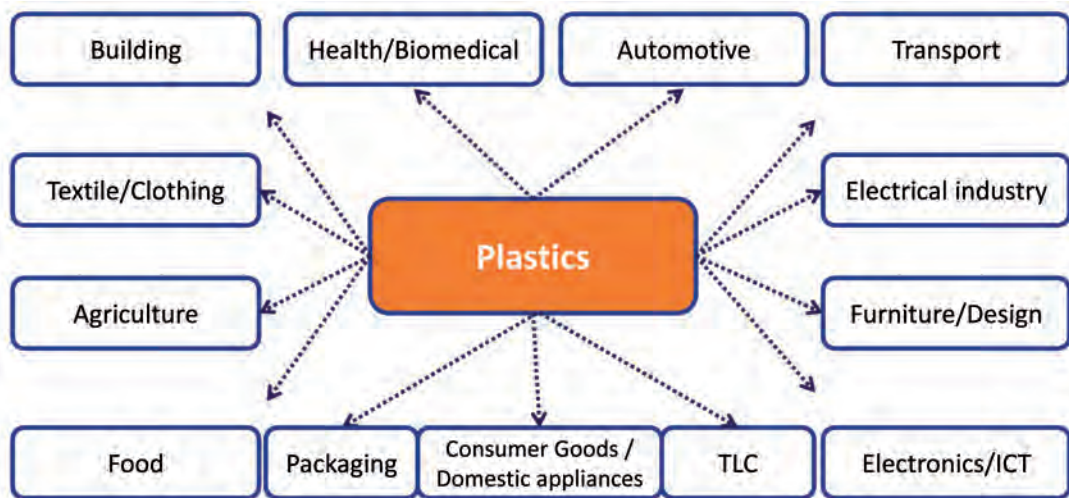 Building
Health/Biomedical
Automotive
Transport
Textile/Clothing
Electrical industry
Plastics
Agriculture
Furniture/Design
Food
Packaging
Consumer Goods /
Domestic appliances
TLC
Electronics/ICT